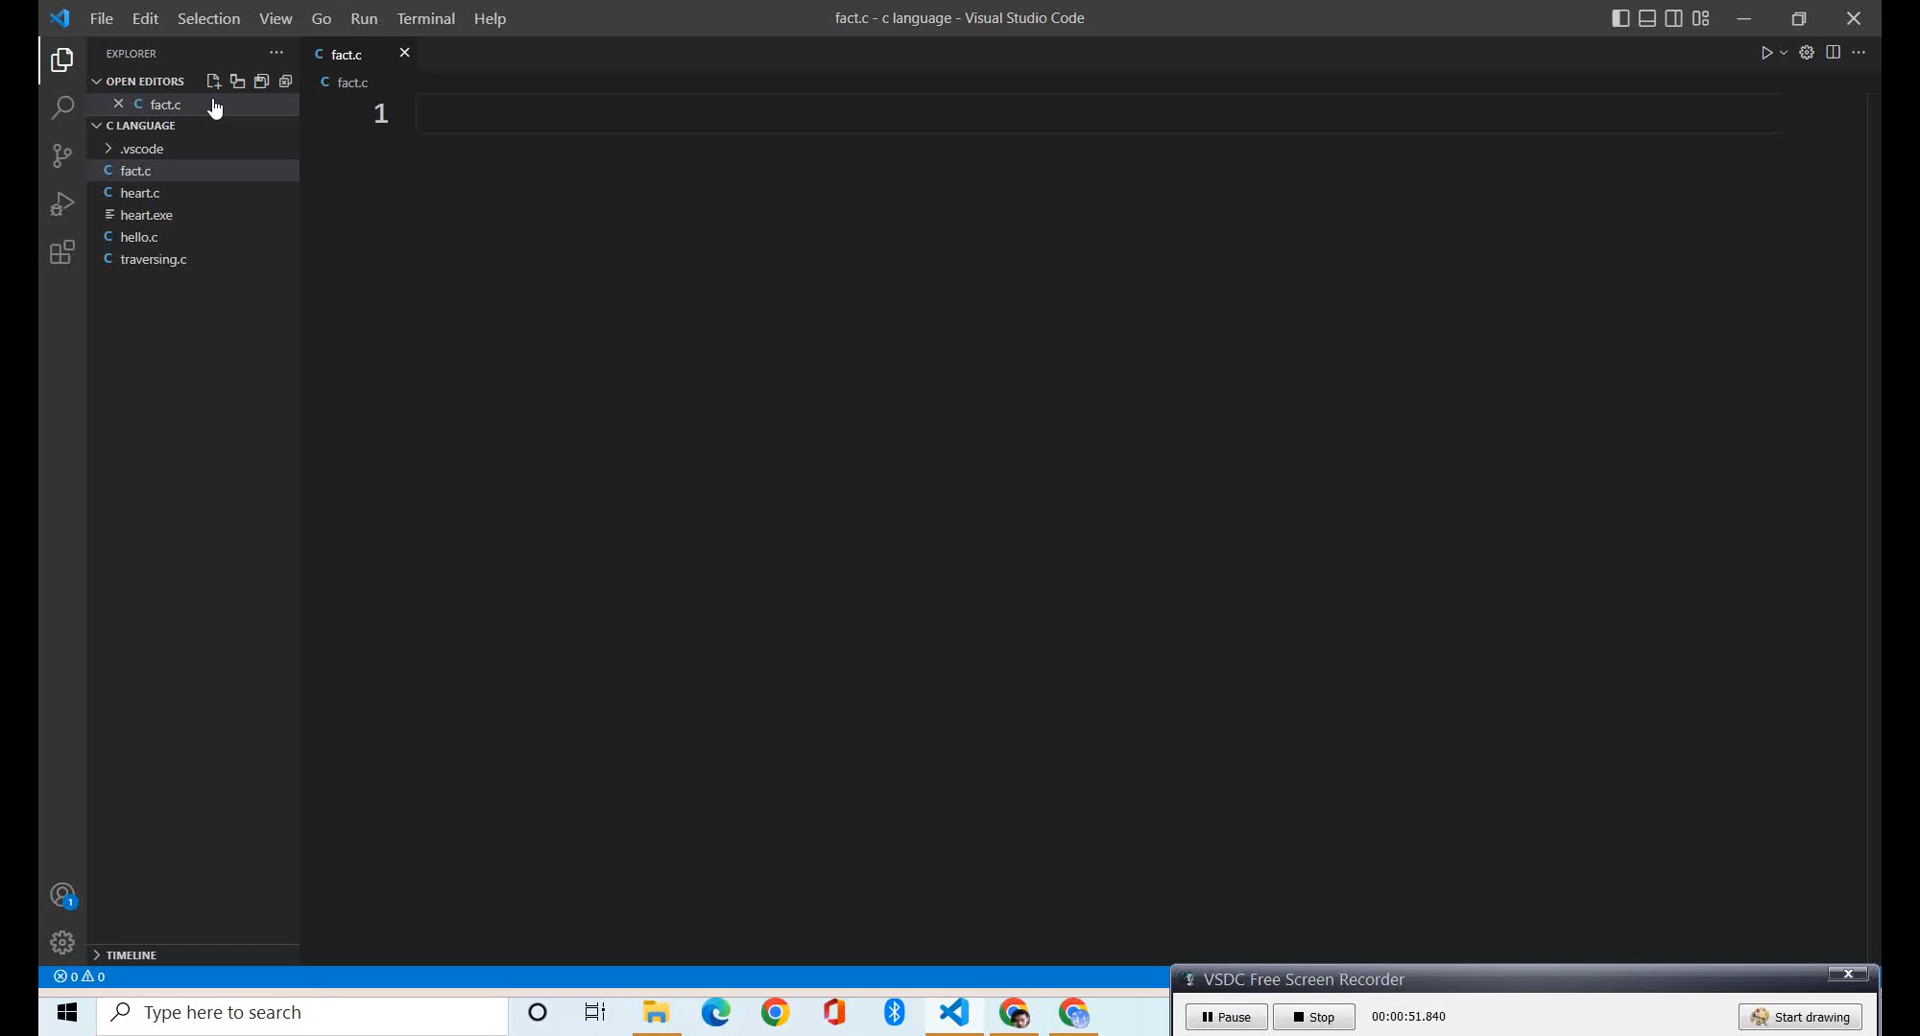 File Edit Selection View Go Run Terminal Help
fact.c - c language - Visual Studio Code
EXPLORER
OPEN EDITORS
C fact.c
C LANGUAGE
.vscode
C fact.c
C heart.c
heart.exe
C hello.c
C traversing.c
TIMELINE
C fact.c
C fact.c
1
1
0 0
VSDC Free Screen Recorder
Pause Stop 00:00:51.840 Start drawing
Type here to search